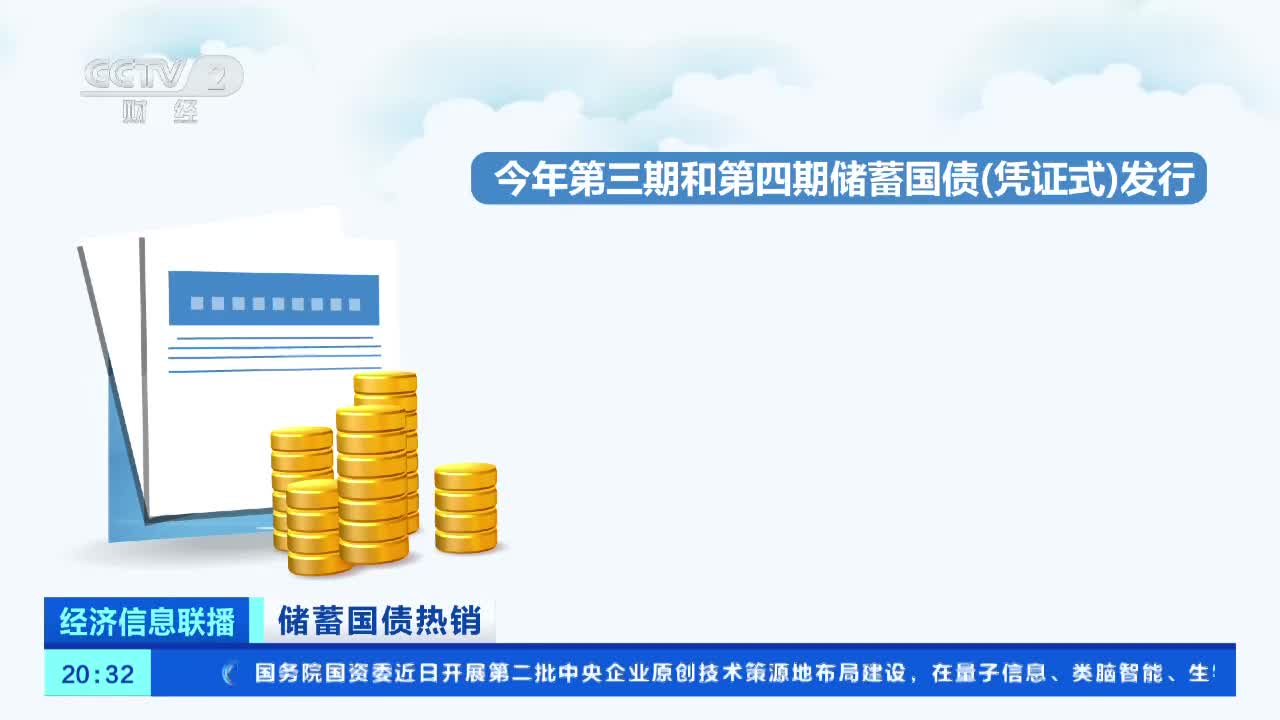 CCTV 2
财经
今年第三期和第四期储蓄国债(凭证式)发行
经济信息联播
储蓄国债热销
20:32
国务院国资委近日开展第二批中央企业原创技术策源地布局建设，在量子信息、类脑智能、生